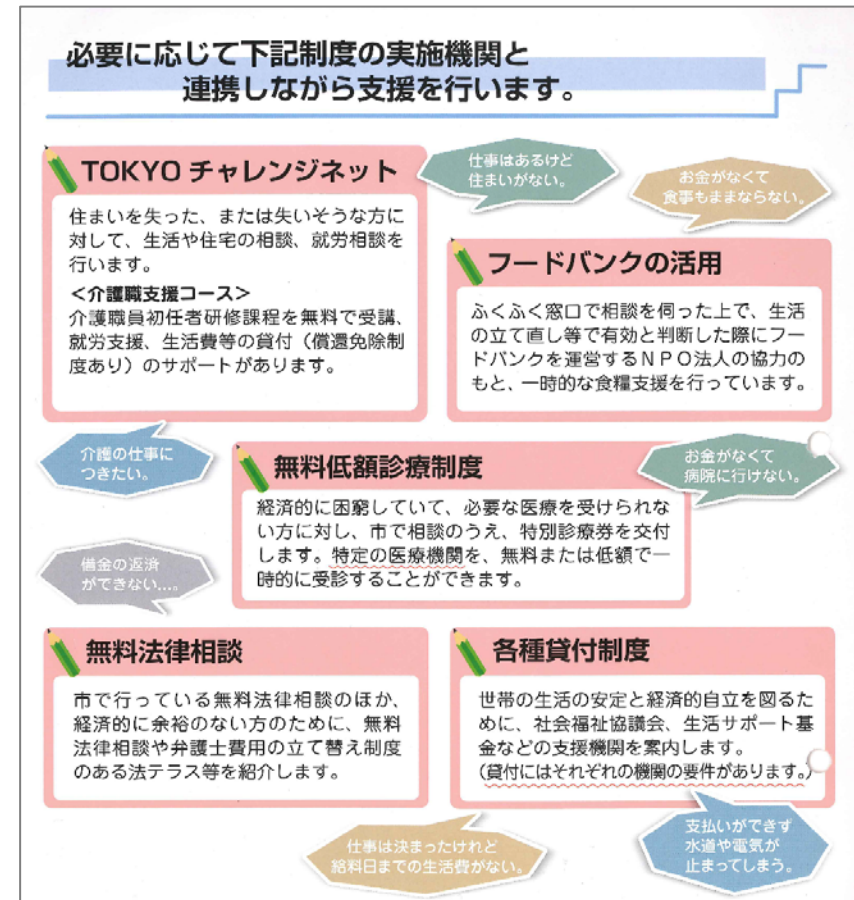 必要に応じて下記制度の実施機関と
連携しながら支援を行います。
TOKYO チャレンジネット
仕事はあるけど
住まいがない。
お金がなくて
食事もままならない。
住まいを失った、または失いそうな方に
対して、生活や住宅の相談、就労相談を
行います。
＜介護職支援コース＞
介護職員初任者研修課程を無料で受講、
就労支援、生活費等の貸付（償還免除制
度あり）のサポートがあります。
フードバンクの活用
ふくふく窓口で相談を伺った上で、生活
の立て直し等で有効と判断した際にフー
ドバンクを運営するＮＰＯ法人の協力の
もと、一時的な食糧支援を行っています。
介護の仕事に
つきたい。
無料低額診療制度
お金がなくて
病院に行けない。
経済的に困窮していて、必要な医療を受けられな
い方に対し、市で相談のうえ、特別診療券を交付
します。特定の医療機関を、無料または低額で一
時的に受診することができます。
借金の返済
ができない…。
無料法律相談
市で行っている無料法律相談のほか、
経済的に余裕のない方のために、無料
法律相談や弁護士費用の立て替え制度
のある法テラス等を紹介します。
各種貸付制度
世帯の生活の安定と経済的自立を図るた
めに、社会福祉協議会、生活サポート基
金などの支援機関を案内します。
（貸付にはそれぞれの機関の要件があります。）
仕事は決まったけれど
給料日までの生活費がない。
支払いができず
水道や電気が
止まってしまう。